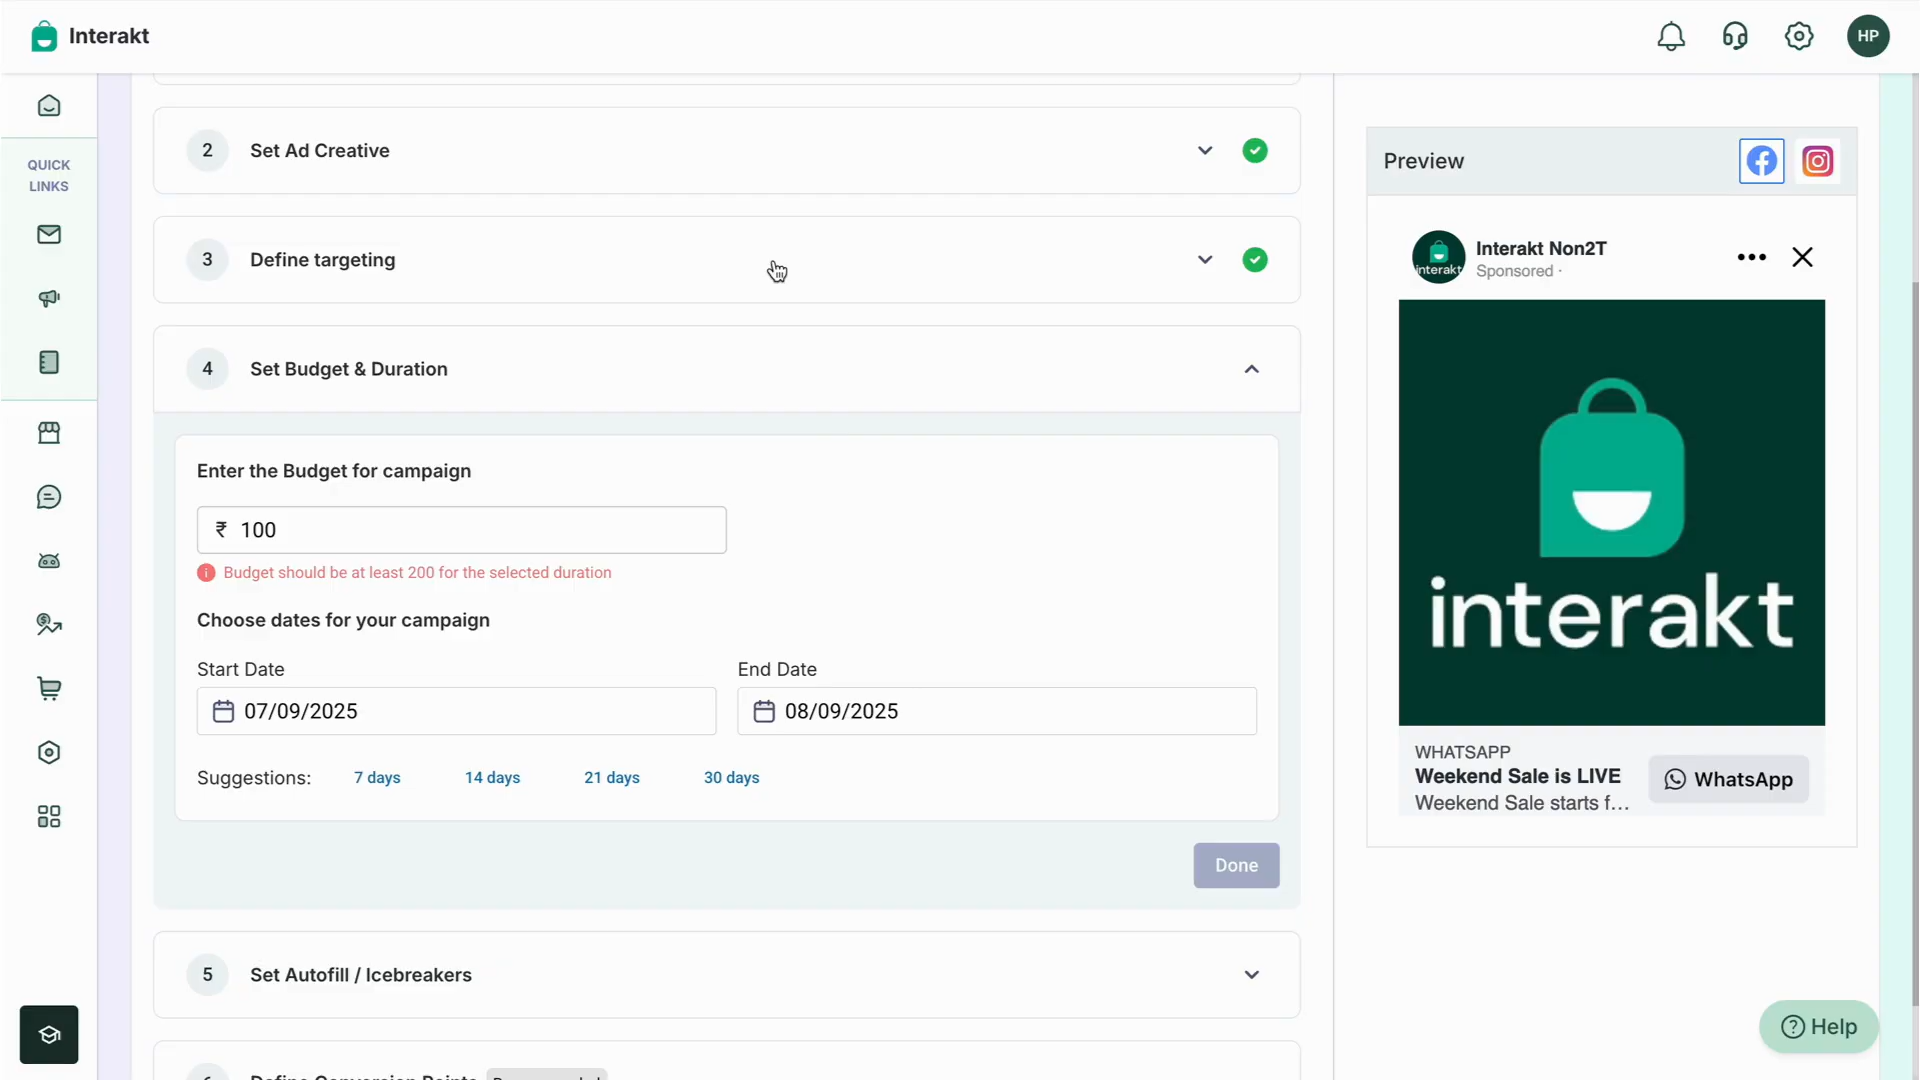 Interakt
HP
QUICK
LINKS
2
Set Ad Creative
3
Define targeting
4
Set Budget & Duration
Enter the Budget for campaign
₹ 100
Budget should be at least 200 for the selected duration
Choose dates for your campaign
Start Date
End Date
07/09/2025
08/09/2025
Suggestions: 7 days 14 days 21 days 30 days
Done
5
Set Autofill / Icebreakers
Preview
interakt
Interakt Non2T
Sponsored ·
interakt
WHATSAPP
Weekend Sale is LIVE
Weekend Sale starts f...
WhatsApp
Help